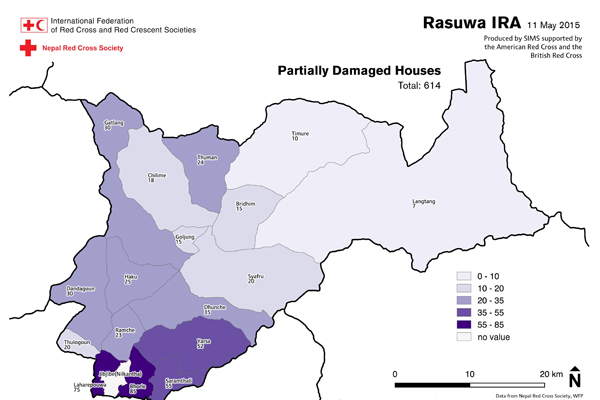 International Federation
of Red Cross and Red Crescent Societies
Nepal Red Cross Society
Rasuwa IRA 11 May 2015
Produced by SIMS supported by
the American Red Cross and the
British Red Cross
Partially Damaged Houses
Total: 614
Gatlang
30
Timure
10
Thuman
24
Chilime
18
Bridhim
15
Langtang
7
Goljung
15
Syafru
20
Haku
25
Dandagoun
30
Dhunche
35
Ramche
23
Thulogoun
20
Yarsa
52
Jibjibe(Nilkantha)
Laharepouwa
75
Bhorle
Saramthali
55
0 - 10
10 - 20
20 - 35
35 - 55
55 - 85
no value
N
0 10 20 km
Data from Nepal Red Cross Society, WFP